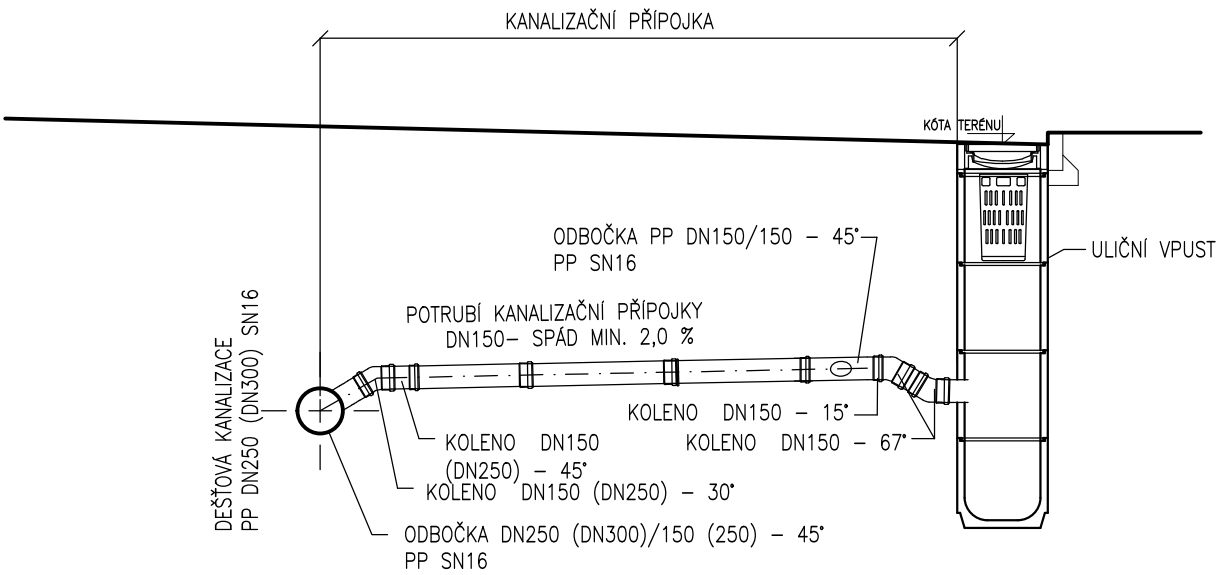 KANALIZAČNÍ PŘÍPOJKA
KÓTA TERÉNU
ODBOČKA PP DN150/150 – 45°
PP SN16
ULIČNÍ VPUST
POTRUBÍ KANALIZAČNÍ PŘÍPOJKY
DN150– SPÁD MIN. 2,0 %
DEŠŤOVÁ KANALIZACE
PP DN250 (DN300) SN16
KOLENO DN150 – 15°
KOLENO DN150 – 67°
KOLENO DN150
(DN250) – 45°
KOLENO DN150 (DN250) – 30°
ODBOČKA DN250 (DN300)/150 (250) – 45°
PP SN16